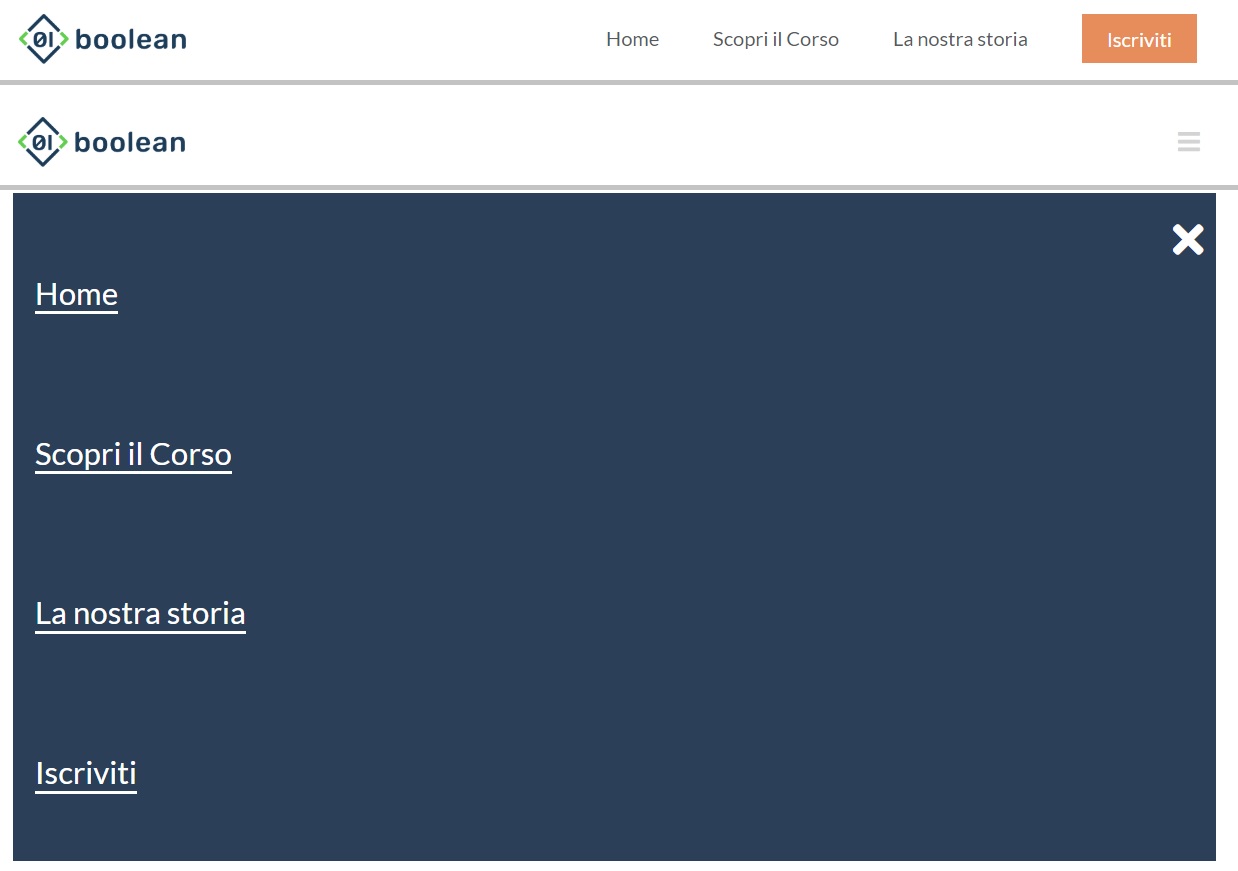 01 boolean Home Scopri il Corso La nostra storia Iscriviti
01 boolean
Home
Scopri il Corso
La nostra storia
Iscriviti